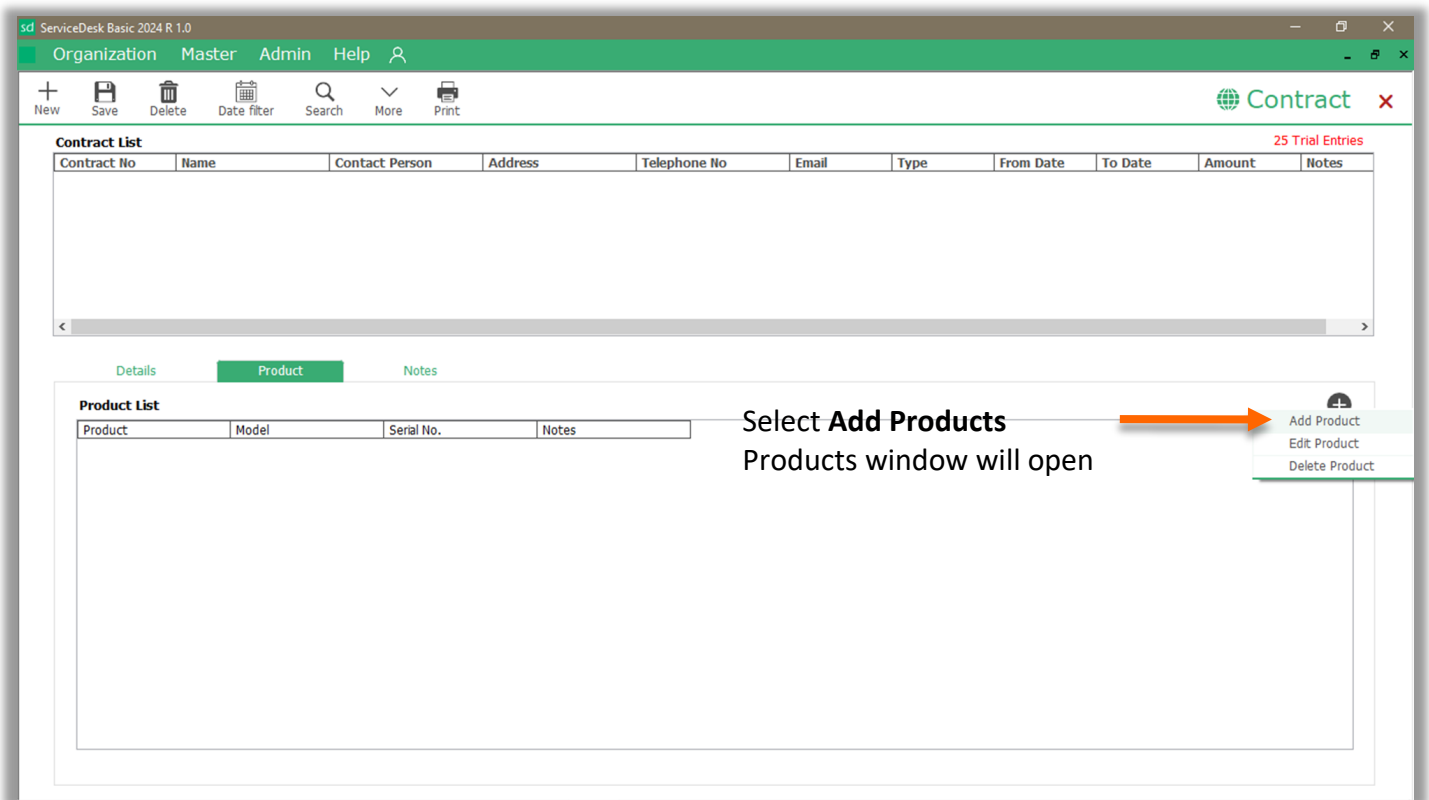 sd ServiceDesk Basic 2024 R 1.0
Organization Master Admin Help
New Save Delete Date filter Search More Print
Contract
Contract List
25 Trial Entries
Contract No Name Contact Person Address Telephone No Email Type From Date To Date Amount Notes
Details Product Notes
Product List
Product Model Serial No. Notes
Select Add Products
Products window will open
Add Product
Edit Product
Delete Product